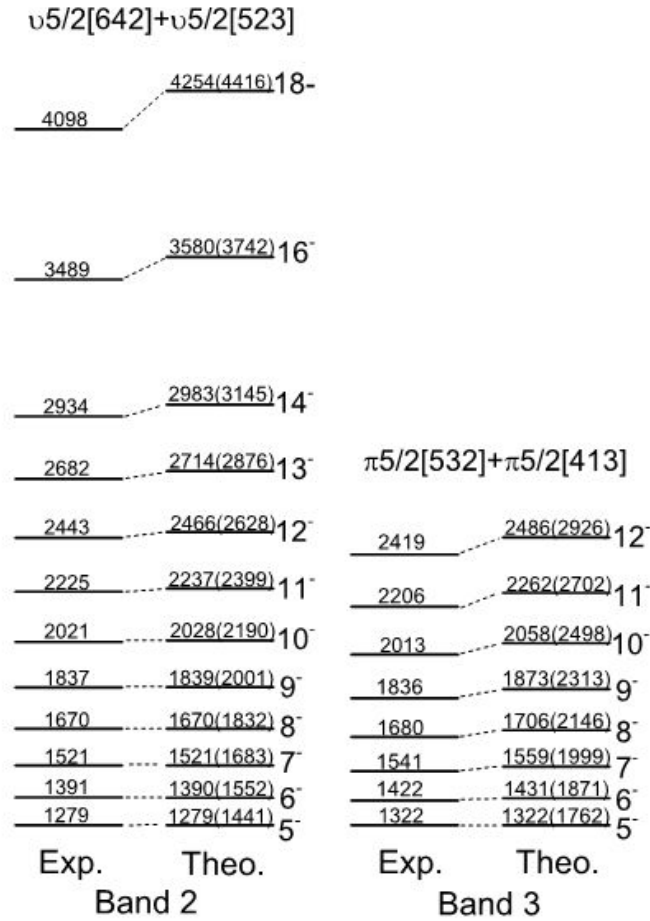 υ5/2[642]+υ5/2[523]
4098 4254(4416) 18-
3489 3580(3742) 16⁻
2934 2983(3145) 14⁻
2682 2714(2876) 13⁻
2443 2466(2628) 12⁻
2225 2237(2399) 11⁻
2021 2028(2190) 10⁻
1837 1839(2001) 9⁻
1670 1670(1832) 8⁻
1521 1521(1683) 7⁻
1391 1390(1552) 6⁻
1279 1279(1441) 5⁻
Exp. Theo.
Band 2
π5/2[532]+π5/2[413]
2419 2486(2926) 12⁻
2206 2262(2702) 11⁻
2013 2058(2498) 10⁻
1836 1873(2313) 9⁻
1680 1706(2146) 8⁻
1541 1559(1999) 7⁻
1422 1431(1871) 6⁻
1322 1322(1762) 5⁻
Exp. Theo.
Band 3